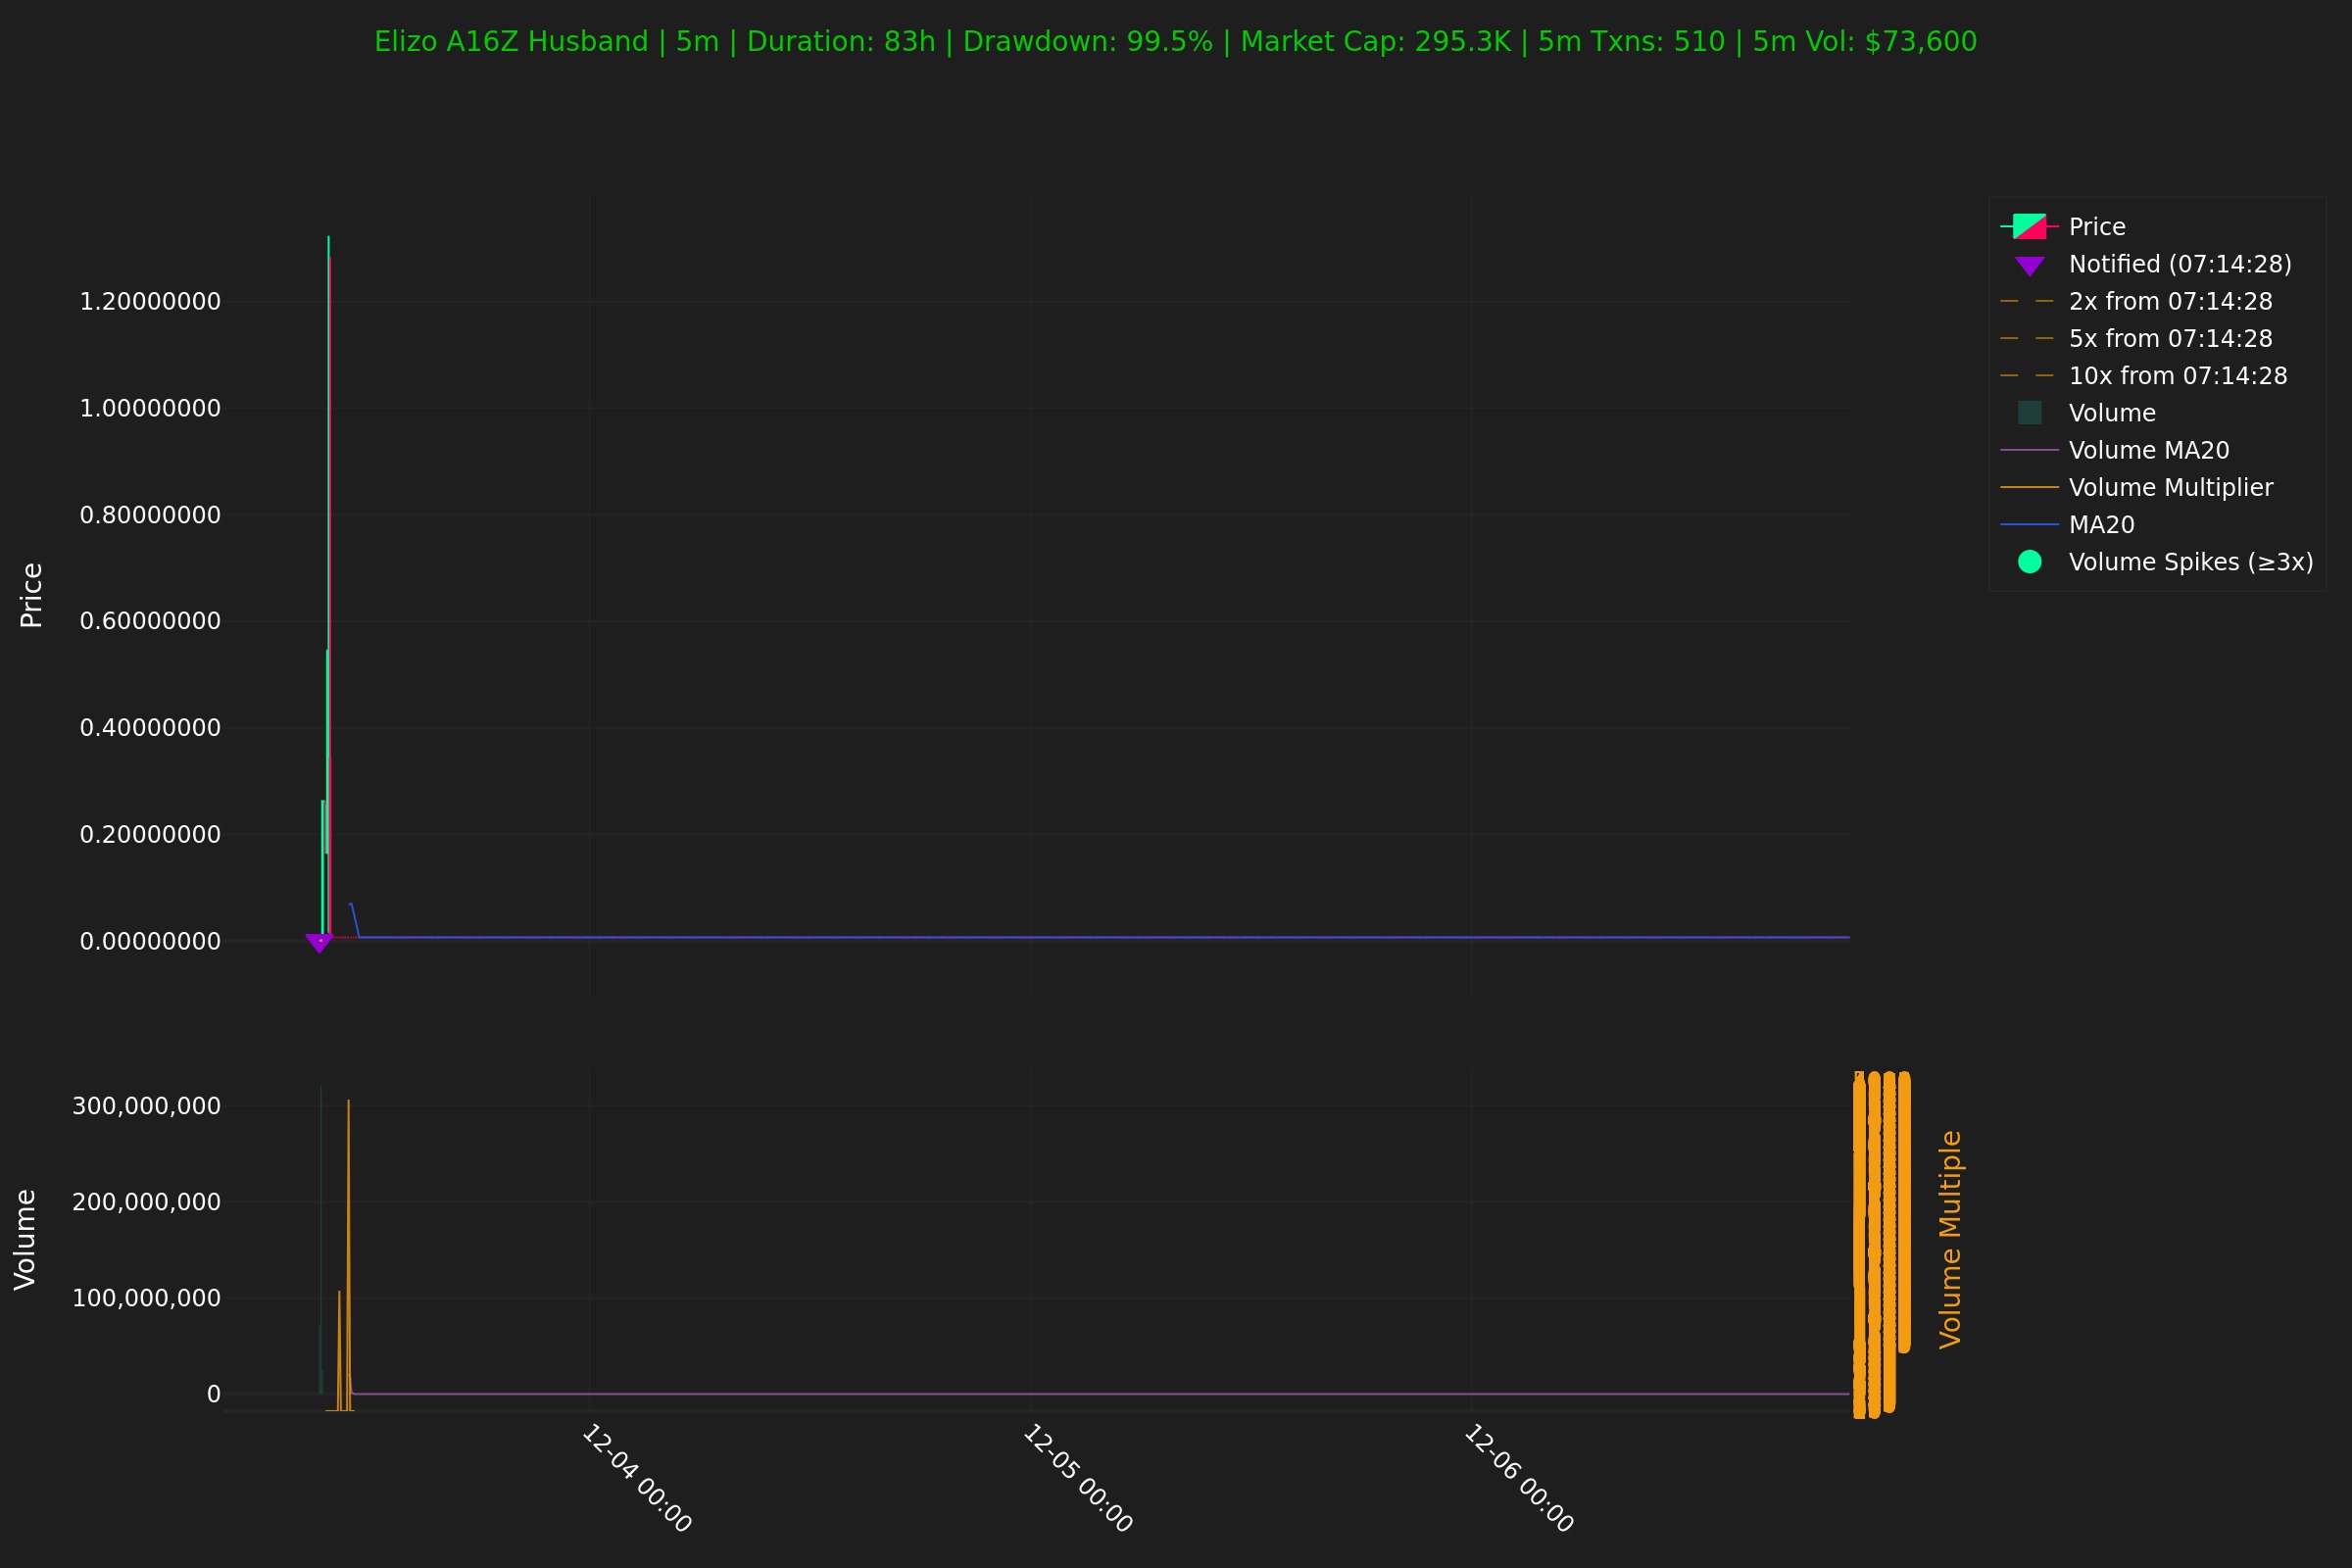 Elizo A16Z Husband | 5m | Duration: 83h | Drawdown: 99.5% | Market Cap: 295.3K | 5m Txns: 510 | 5m Vol: $73,600
Price
1.20000000
1.00000000
0.80000000
0.60000000
0.40000000
0.20000000
0.00000000
Price
Notified (07:14:28)
2x from 07:14:28
5x from 07:14:28
10x from 07:14:28
Volume
Volume MA20
Volume Multiplier
MA20
Volume Spikes (≥3x)
Volume
300,000,000
200,000,000
100,000,000
0
Volume Multiple
12-04 00:00
12-05 00:00
12-06 00:00